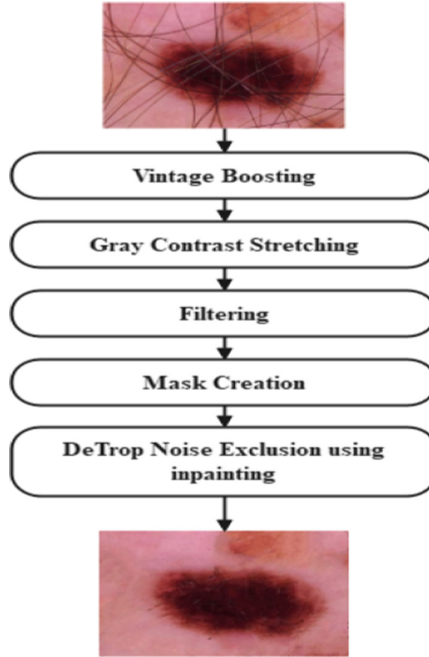 Vintage Boosting
Gray Contrast Stretching
Filtering
Mask Creation
DeTrop Noise Exclusion using
inpainting